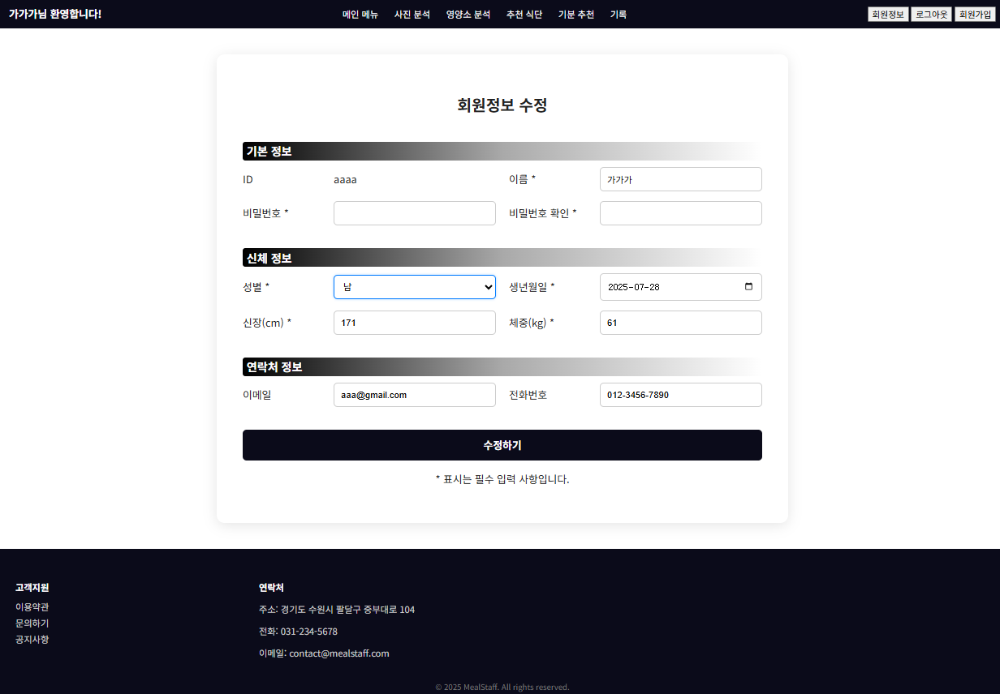 가가가님 환영합니다! 메인 메뉴 사진 분석 영양소 분석 추천 식단 기분 추천 기록 회원정보 로그아웃 회원가입
회원정보 수정
기본 정보
ID aaaa 이름 * 가가가
비밀번호 * 비밀번호 확인 *
신체 정보
성별 * 남 생년월일 * 2025-07-28
신장(cm) * 171 체중(kg) * 61
연락처 정보
이메일 aaa@gmail.com 전화번호 012-3456-7890
수정하기
* 표시는 필수 입력 사항입니다.
고객지원
이용약관
문의하기
공지사항
연락처
주소: 경기도 수원시 팔달구 중부대로 104
전화: 031-234-5678
이메일: contact@mealstaff.com
© 2025 MealStaff. All rights reserved.